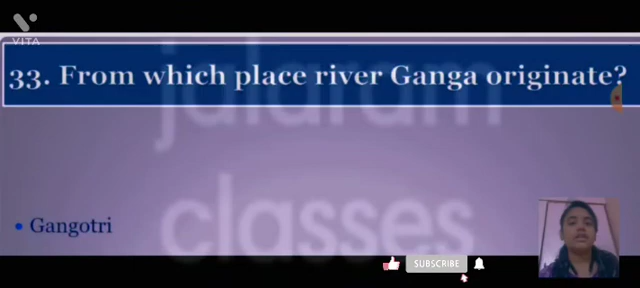 VITA
33. From which place river Ganga originate?
jalaram
classes
• Gangotri
SUBSCRIBE